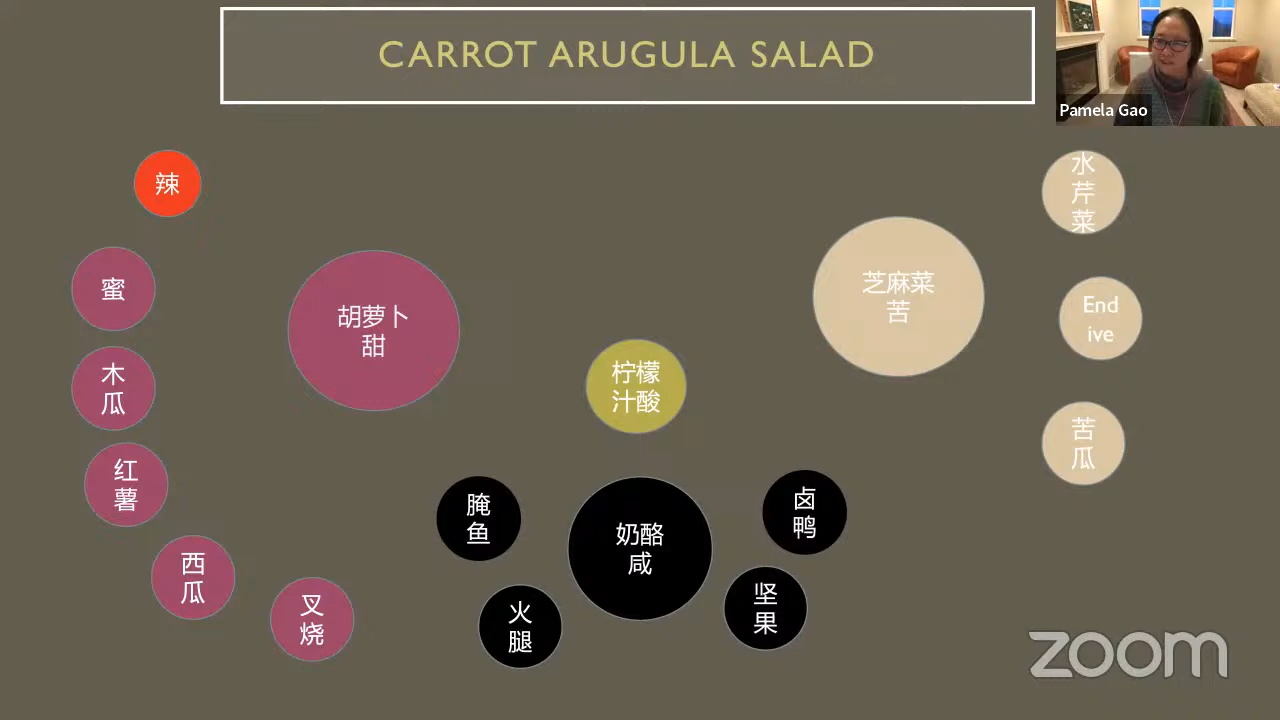 CARROT ARUGULA SALAD
Pamela Gao
辣
蜜
木
瓜
红
薯
西
瓜
叉
烧
胡萝卜
甜
柠檬
汁酸
腌
鱼
火
腿
奶酪
咸
卤
鸭
坚
果
芝麻菜
苦
水
芹
菜
End
ive
苦
瓜
zoom